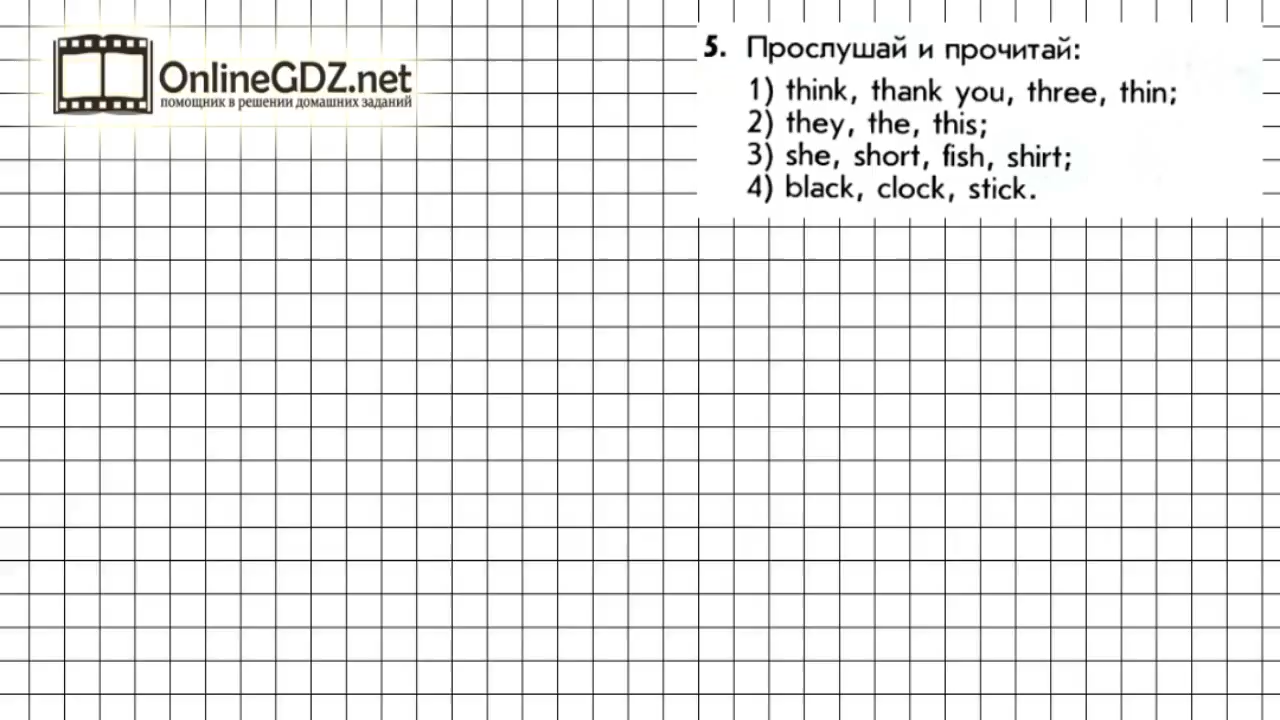 OnlineGDZ.net
помощник в решении домашних заданий
5. Прослушай и прочитай:
1) think, thank you, three, thin;
2) they, the, this;
3) she, short, fish, shirt;
4) black, clock, stick.